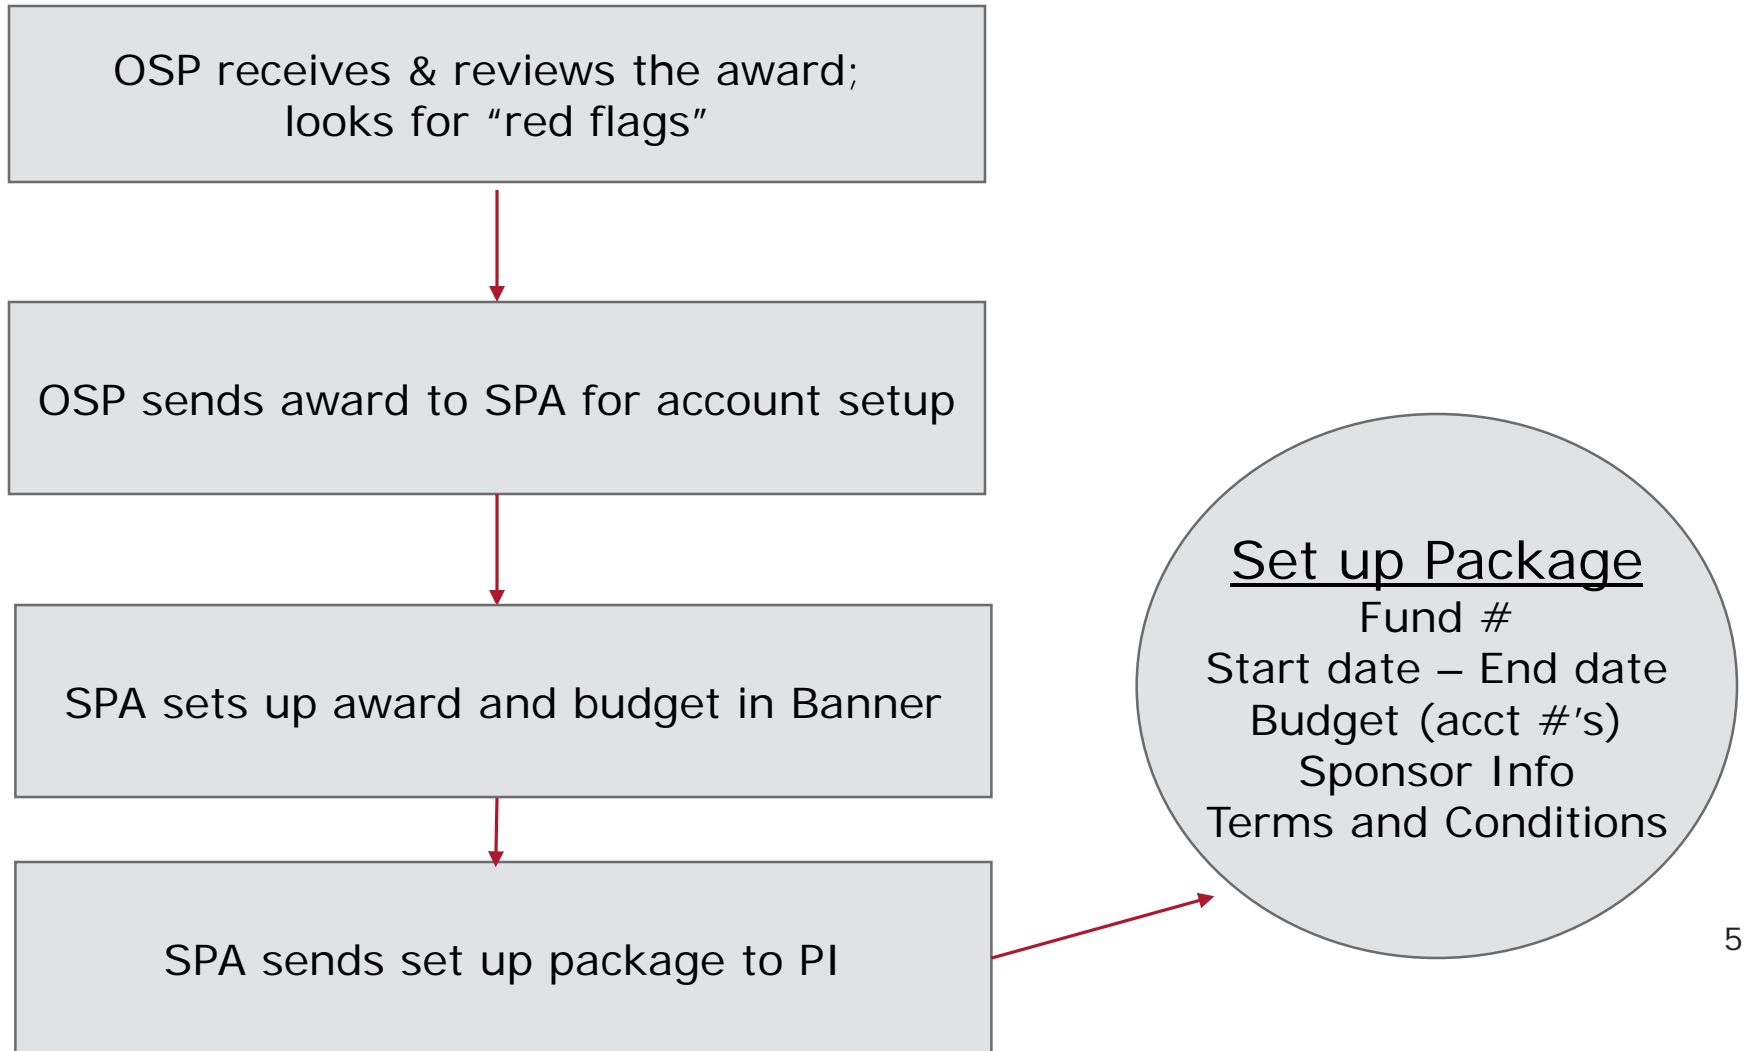 OSP receives & reviews the award;
looks for “red flags”
OSP sends award to SPA for account setup
SPA sets up award and budget in Banner
SPA sends set up package to PI
Set up Package
Fund #
Start date – End date
Budget (acct #’s)
Sponsor Info
Terms and Conditions
5